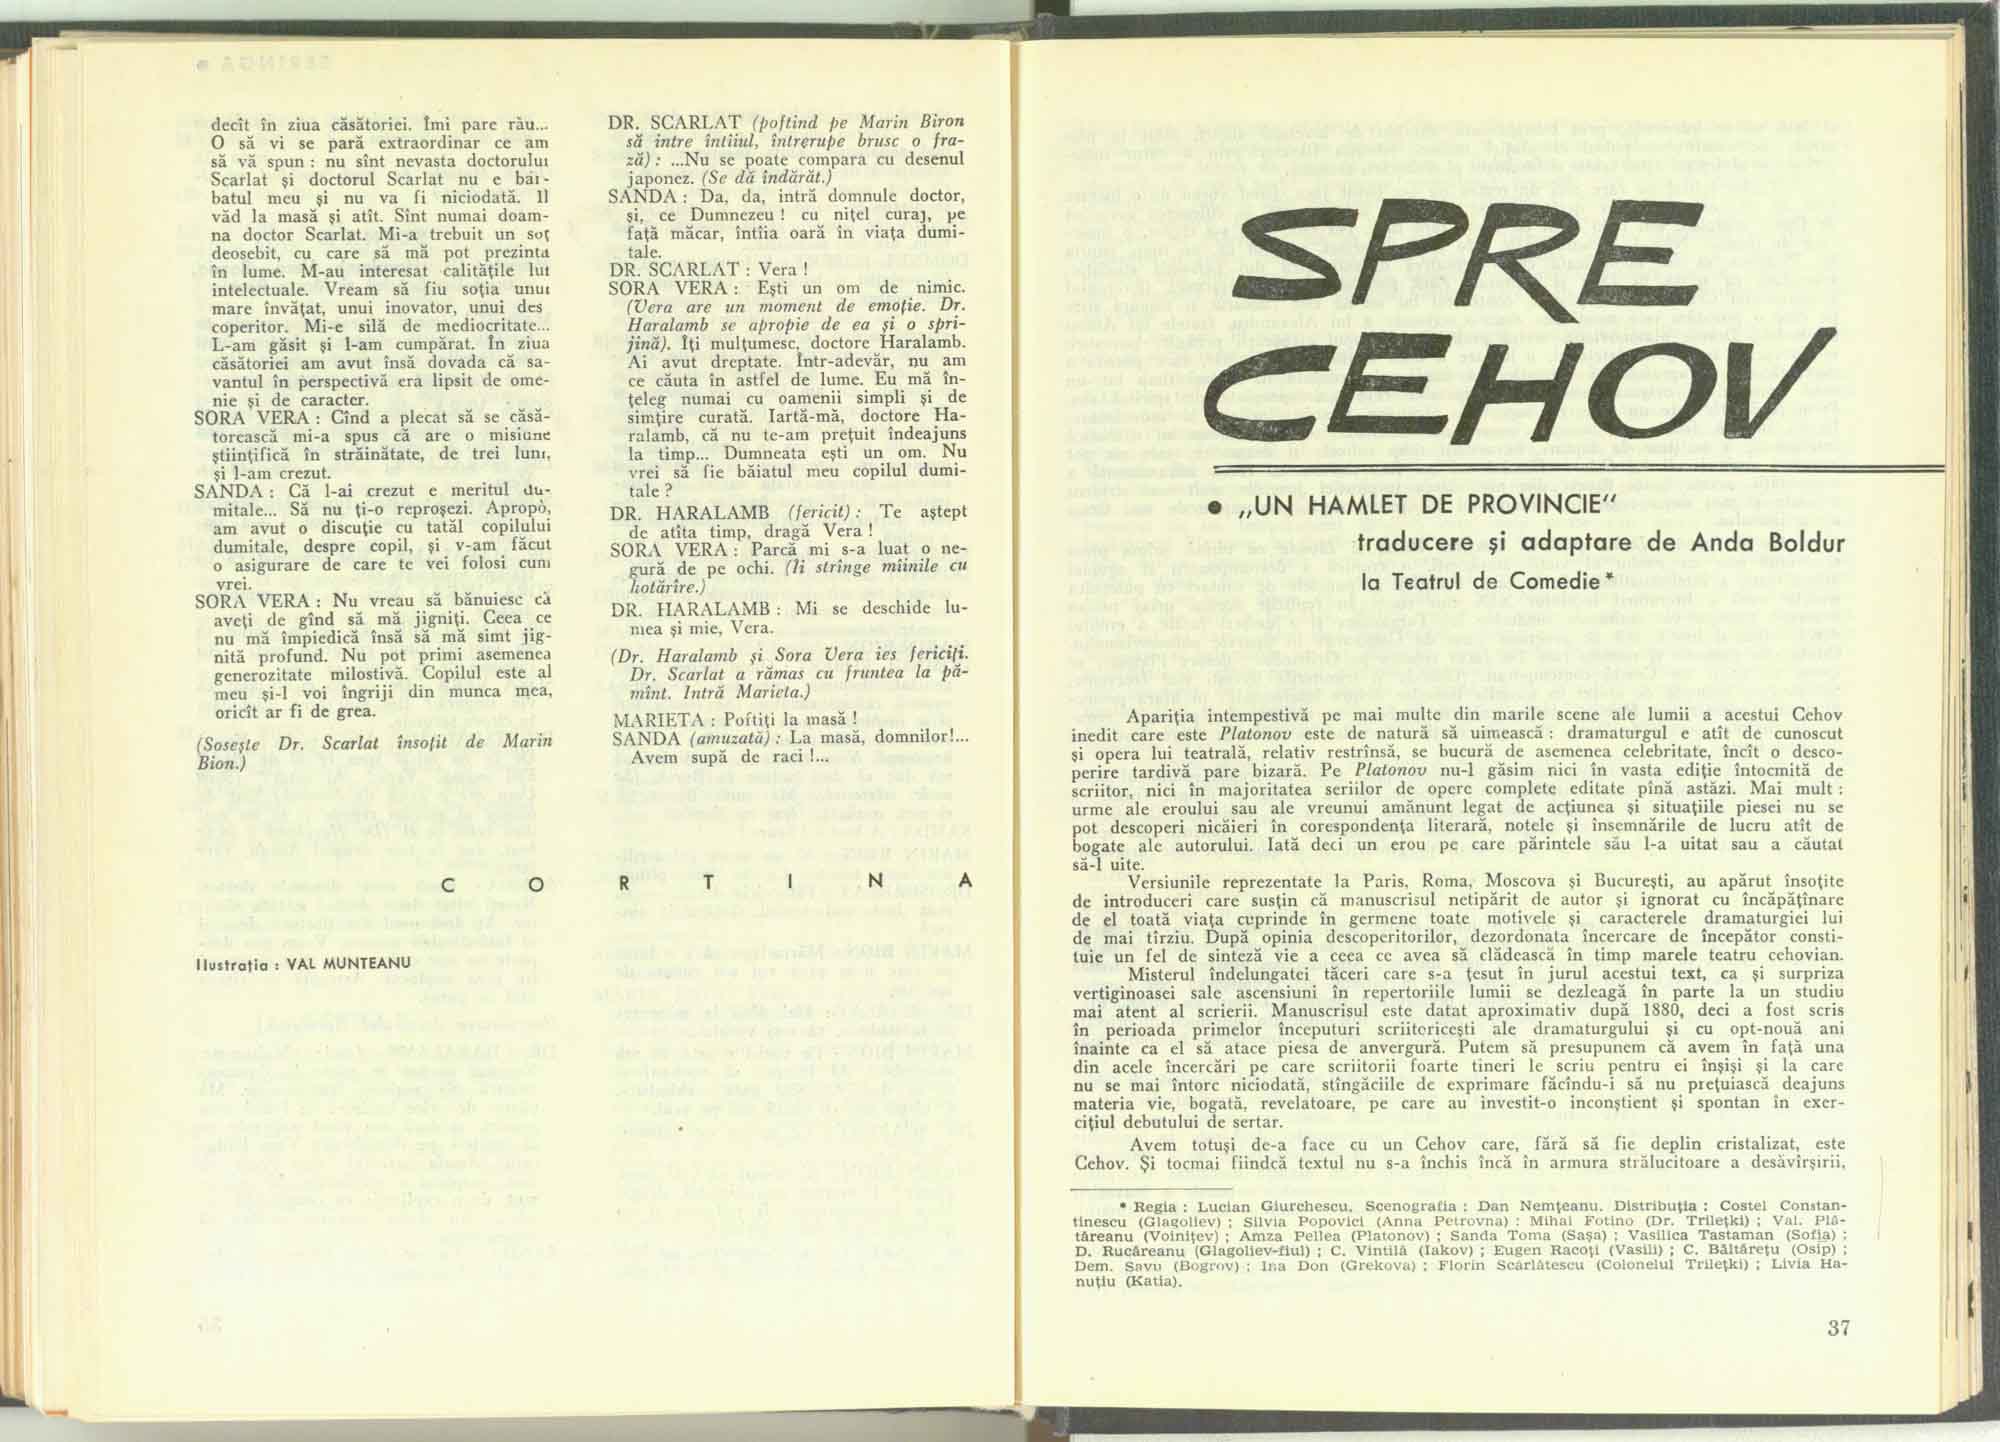 decît în ziua căsătoriei. Îmi pare rău...
O să vi se pară extraordinar ce am
să vă spun : nu sînt nevasta doctorului
Scarlat și doctorul Scarlat nu e băr-
batul meu și nu va fi niciodată. Îl
văd la masă și atît. Sînt numai doam-
na doctor Scarlat. Mi-a trebuit un soț
deosebit, cu care să mă pot prezinta
în lume. M-au interesat calitățile lui
intelectuale. Vream să fiu soția unui
mare învățat, unui inovator, unui des
coperitor. Mi-e silă de mediocritate...
L-am găsit și l-am cumpărat. În ziua
căsătoriei am avut însă dovada că sa-
vantul în perspectivă era lipsit de ome-
nie și de caracter.
SORA VERA : Cînd a plecat să se căsă-
torească mi-a spus că are o misiune
științifică în străinătate, de trei luni,
și l-am crezut.
SANDA : Că l-ai crezut e meritul du-
mitale... Să nu ți-o reproșezi. Apropò,
am avut o discuție cu tatăl copilului
dumitale, despre copil, și v-am făcut
o asigurare de care te vei folosi cum
vrei.
SORA VERA : Nu vreau să bănuiesc că
aveți de gînd să mă jigniți. Ceea ce
nu mă împiedică însă să mă simt jig-
nită profund. Nu pot primi asemenea
generozitate milostivă. Copilul este al
meu și-l voi îngriji din munca mea,
oricît ar fi de grea.
(Sosește Dr. Scarlat însoțit de Marin
Bion.)
DR. SCARLAT (poftind pe Marin Biron
să intre întîiul, întrerupe brusc o fra-
ză) : ...Nu se poate compara cu desenul
japonez. (Se dă îndărăt.)
SANDA : Da, da, intră domnule doctor,
și, ce Dumnezeu ! cu nițel curaj, pe
față măcar, întîia oară în viața dumi-
tale.
DR. SCARLAT : Vera !
SORA VERA : Ești un om de nimic.
(Vera are un moment de emoție. Dr.
Haralamb se apropie de ea și o spri-
jină). Îți mulțumesc, doctore Haralamb.
Ai avut dreptate. Într-adevăr, nu am
ce căuta în astfel de lume. Eu mă în-
țeleg numai cu oamenii simpli și de
simțire curată. Iartă-mă, doctore Ha-
ralamb, că nu te-am prețuit îndeajuns
la timp... Dumneata ești un om. Nu
vrei să fie băiatul meu copilul dumi-
tale ?
DR. HARALAMB (fericit) : Te aștept
de atîta timp, dragă Vera !
SORA VERA : Parcă mi s-a luat o ne-
gură de pe ochi. (Îi strînge mîinile cu
hotărîre.)
DR. HARALAMB : Mi se deschide lu-
mea și mie, Vera.
(Dr. Haralamb și Sora Vera ies fericiți.
Dr. Scarlat a rămas cu fruntea la pă-
mînt. Intră Marieta.)
MARIETA : Poftiți la masă !
SANDA (amuzată) : La masă, domnilor!...
Avem supă de raci !...
C O R T I N A
Ilustrația : VAL MUNTEANU
SPRE
CEHOV
● „UN HAMLET DE PROVINCIE”
traducere și adaptare de Anda Boldur
la Teatrul de Comedie*
Apariția intempestivă pe mai multe din marile scene ale lumii a acestui Cehov
inedit care este Platonov este de natură să uimească : dramaturgul e atît de cunoscut
și opera lui teatrală, relativ restrînsă, se bucură de asemenea celebritate, încît o desco-
perire tardivă pare bizară. Pe Platonov nu-l găsim nici în vasta ediție întocmită de
scriitor, nici în majoritatea seriilor de opere complete editate pînă astăzi. Mai mult :
urme ale eroului sau ale vreunui amănunt legat de acțiunea și situațiile piesei nu se
pot descoperi nicăieri în corespondența literară, notele și însemnările de lucru atît de
bogate ale autorului. Iată deci un erou pe care părintele său l-a uitat sau a căutat
să-l uite.
Versiunile reprezentate la Paris, Roma, Moscova și București, au apărut însoțite
de introduceri care susțin că manuscrisul netipărit de autor și ignorat cu încăpățînare
de el toată viața cuprinde în germene toate motivele și caracterele dramaturgiei lui
de mai tîrziu. După opinia descoperitorilor, dezordonata încercare de începător consti-
tuie un fel de sinteză vie a ceea ce avea să clădească în timp marele teatru cehovian.
Misterul îndelungatei tăceri care s-a țesut în jurul acestui text, ca și surpriza
vertiginoasei sale ascensiuni în repertoriile lumii se dezleagă în parte la un studiu
mai atent al scrierii. Manuscrisul este datat aproximativ după 1880, deci a fost scris
în perioada primelor începuturi scriitoricești ale dramaturgului și cu opt-nouă ani
înainte ca el să atace piesa de anvergură. Putem să presupunem că avem în față una
din acele încercări pe care scriitorii foarte tineri le scriu pentru ei înșiși și la care
nu se mai întorc niciodată, stîngăciile de exprimare făcîndu-i să nu prețuiască deajuns
materia vie, bogată, revelatoare, pe care au investit-o inconștient și spontan în exer-
cițiul debutului de sertar.
Avem totuși de-a face cu un Cehov care, fără să fie deplin cristalizat, este
Cehov. Și tocmai fiindcă textul nu s-a închis încă în armura strălucitoare a desăvîrșirii,
* Regia : Lucian Giurchescu. Scenografia : Dan Nemțeanu. Distribuția : Costel Constan-
tinescu (Glagoliev) ; Silvia Popovici (Anna Petrovna) : Mihai Fotino (Dr. Trilețki) ; Val. Plă-
tăreanu (Voinițev) ; Amza Pellea (Platonov) ; Sanda Toma (Sașa) ; Vasilica Tastaman (Sofia) ;
D. Rucăreanu (Glagoliev-fiul) ; C. Vintilă (Iakov) ; Eugen Racoți (Vasili) ; C. Băltărețu (Osip) ;
Dem. Savu (Bogrov) ; Ina Don (Grekova) ; Florin Scărlătescu (Colonelul Trilețki) ; Livia Ha-
nuțiu (Katia).
37